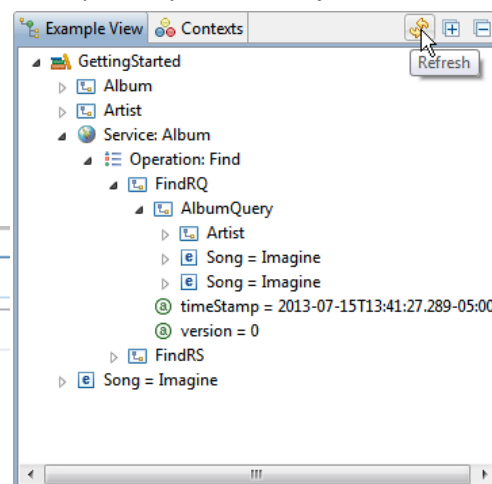 Example View Contexts
Refresh
GettingStarted
Album
Artist
Service: Album
Operation: Find
FindRQ
AlbumQuery
Artist
e Song = Imagine
e Song = Imagine
a timeStamp = 2013-07-15T13:41:27.289-05:00
a version = 0
FindRS
e Song = Imagine